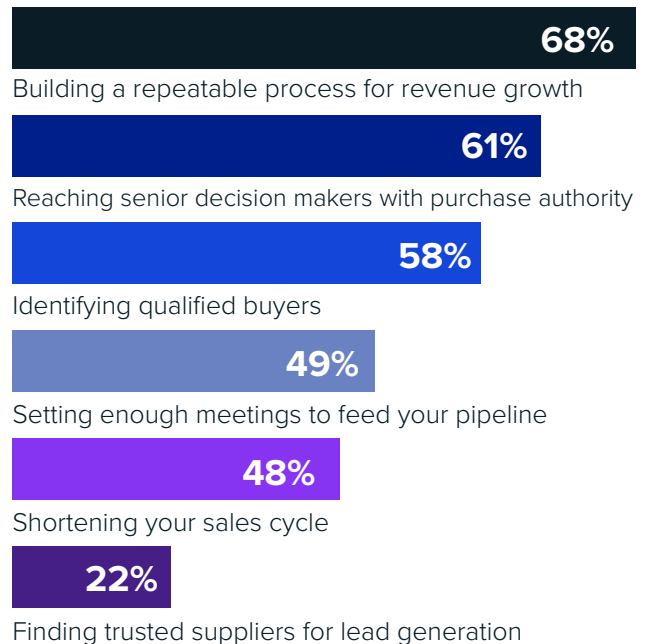 68%
Building a repeatable process for revenue growth
61%
Reaching senior decision makers with purchase authority
58%
Identifying qualified buyers
49%
Setting enough meetings to feed your pipeline
48%
Shortening your sales cycle
22%
Finding trusted suppliers for lead generation